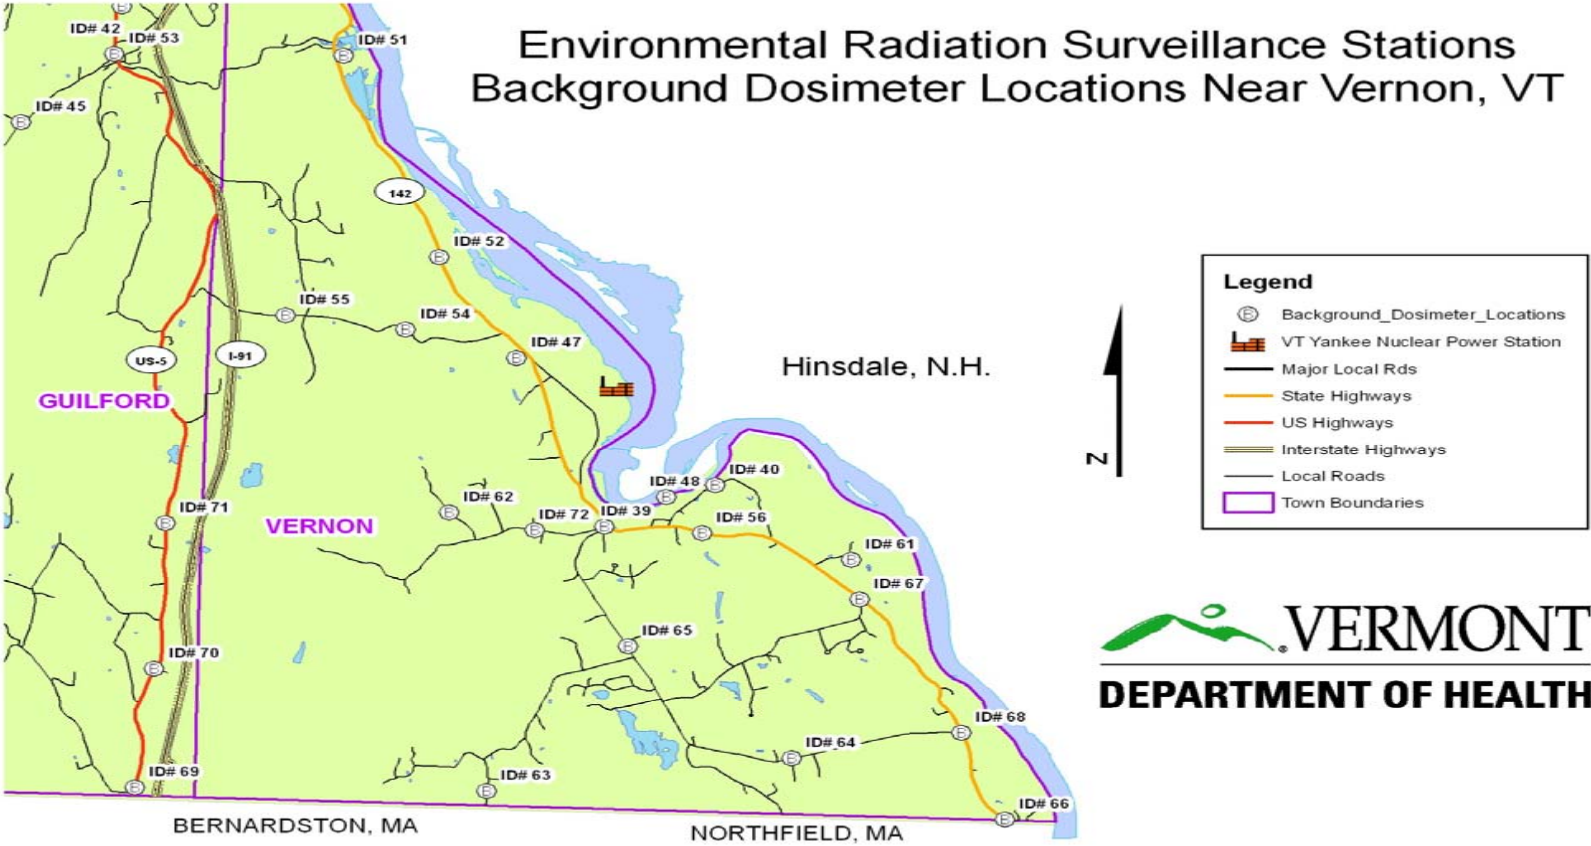 Environmental Radiation Surveillance Stations
Background Dosimeter Locations Near Vernon, VT
ID# 42
ID# 53
ID# 51
ID# 45
142
ID# 52
ID# 55
ID# 54
ID# 47
US-5
I-91
Hinsdale, N.H.
GUILFORD
ID# 40
ID# 48
ID# 62
ID# 71
ID# 72
ID# 39
ID# 56
VERNON
ID# 61
ID# 67
ID# 65
ID# 70
ID# 68
ID# 64
ID# 69
ID# 63
ID# 66
BERNARDSTON, MA
NORTHFIELD, MA
Legend
B Background_Dosimeter_Locations
VT Yankee Nuclear Power Station
Major Local Rds
State Highways
US Highways
Interstate Highways
Local Roads
Town Boundaries
N
VERMONT
DEPARTMENT OF HEALTH